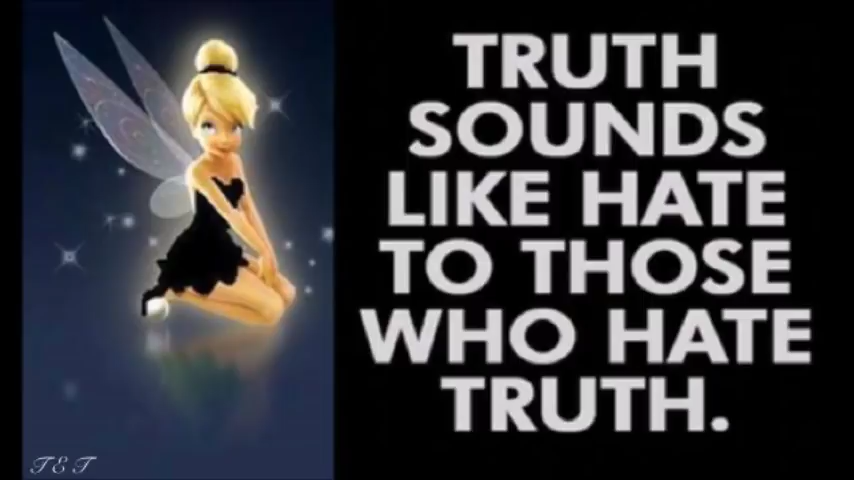 TRUTH
SOUNDS
LIKE HATE
TO THOSE
WHO HATE
TRUTH.
T&T